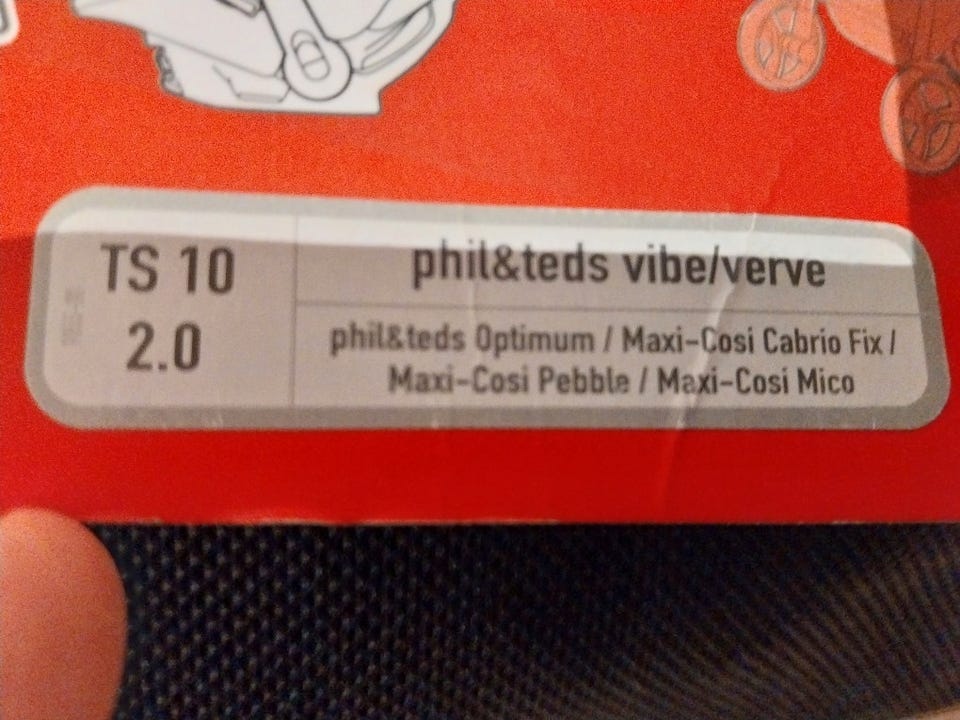 TS 10
2.0
phil&teds vibe/verve
phil&teds Optimum / Maxi-Cosi Cabrio Fix /
Maxi-Cosi Pebble / Maxi-Cosi Mico